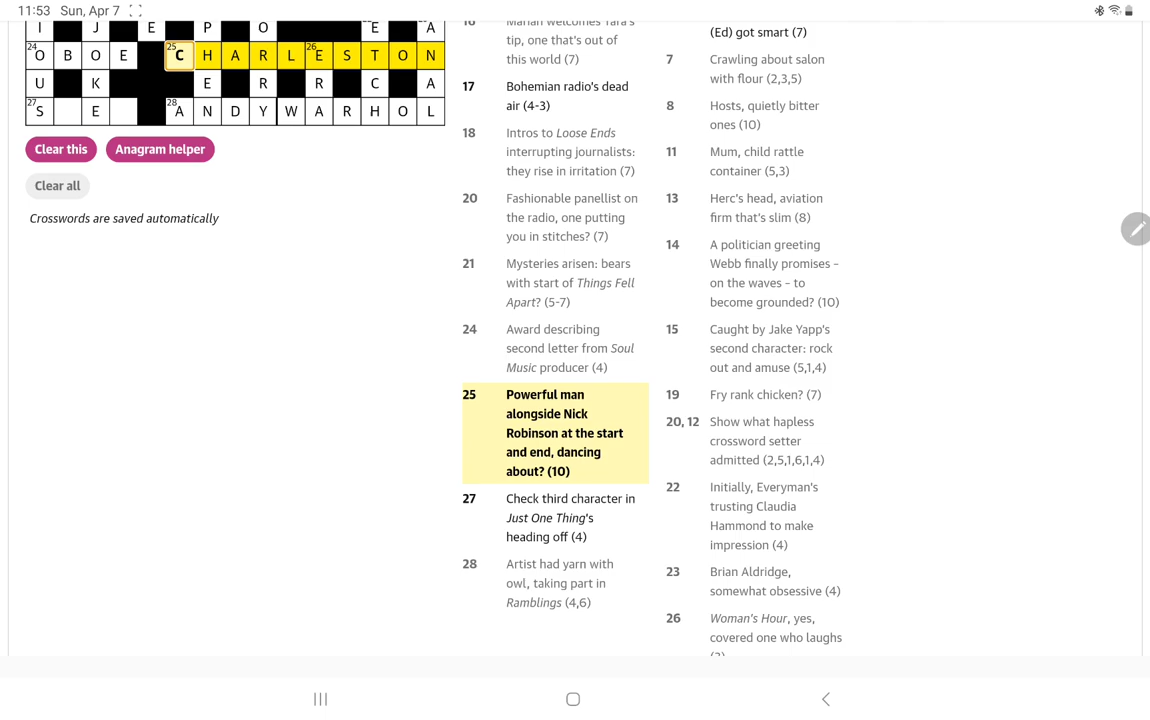 11:53 Sun, Apr 7
I J E P O E A
24 O B O E 25 C H A R L 26 E S T O N
U K E R R C A
27 S E 28 A N D Y W A R H O L
Clear this Anagram helper
Clear all
Crosswords are saved automatically
16 Marian welcomes Tara's
tip, one that's out of
this world (7)
17 Bohemian radio's dead
air (4-3)
18 Intros to Loose Ends
interrupting journalists:
they rise in irritation (7)
20 Fashionable panellist on
the radio, one putting
you in stitches? (7)
21 Mysteries arisen: bears
with start of Things Fell
Apart? (5-7)
24 Award describing
second letter from Soul
Music producer (4)
25 Powerful man
alongside Nick
Robinson at the start
and end, dancing
about? (10)
27 Check third character in
Just One Thing's
heading off (4)
28 Artist had yarn with
owl, taking part in
Ramblings (4,6)
(Ed) got smart (7)
7 Crawling about salon
with flour (2,3,5)
8 Hosts, quietly bitter
ones (10)
11 Mum, child rattle
container (5,3)
13 Herc's head, aviation
firm that's slim (8)
14 A politician greeting
Webb finally promises –
on the waves – to
become grounded? (10)
15 Caught by Jake Yapp's
second character: rock
out and amuse (5,1,4)
19 Fry rank chicken? (7)
20, 12 Show what hapless
crossword setter
admitted (2,5,1,6,1,4)
22 Initially, Everyman's
trusting Claudia
Hammond to make
impression (4)
23 Brian Aldridge,
somewhat obsessive (4)
26 Woman's Hour, yes,
covered one who laughs